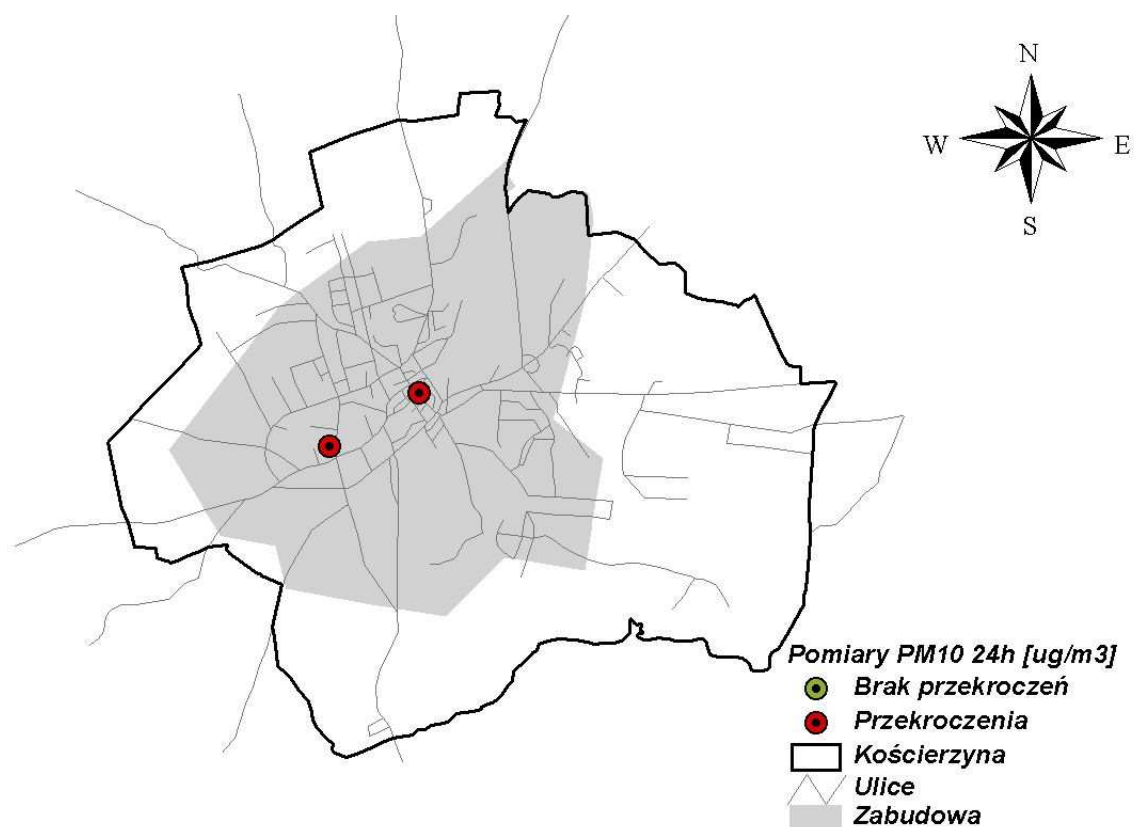 N
W
E
S
Pomiary PM10 24h [ug/m3]
Brak przekroczeń
Przekroczenia
Kościerzyna
Ulice
Zabudowa